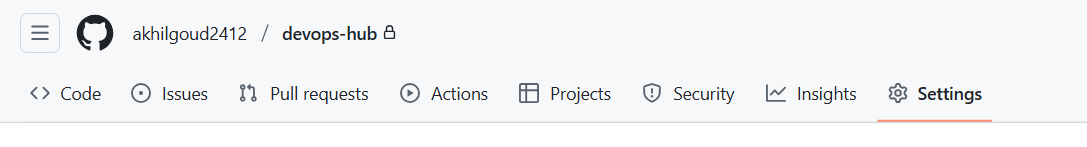 akhilgoud2412 / devops-hub
Code Issues Pull requests Actions Projects Security Insights Settings